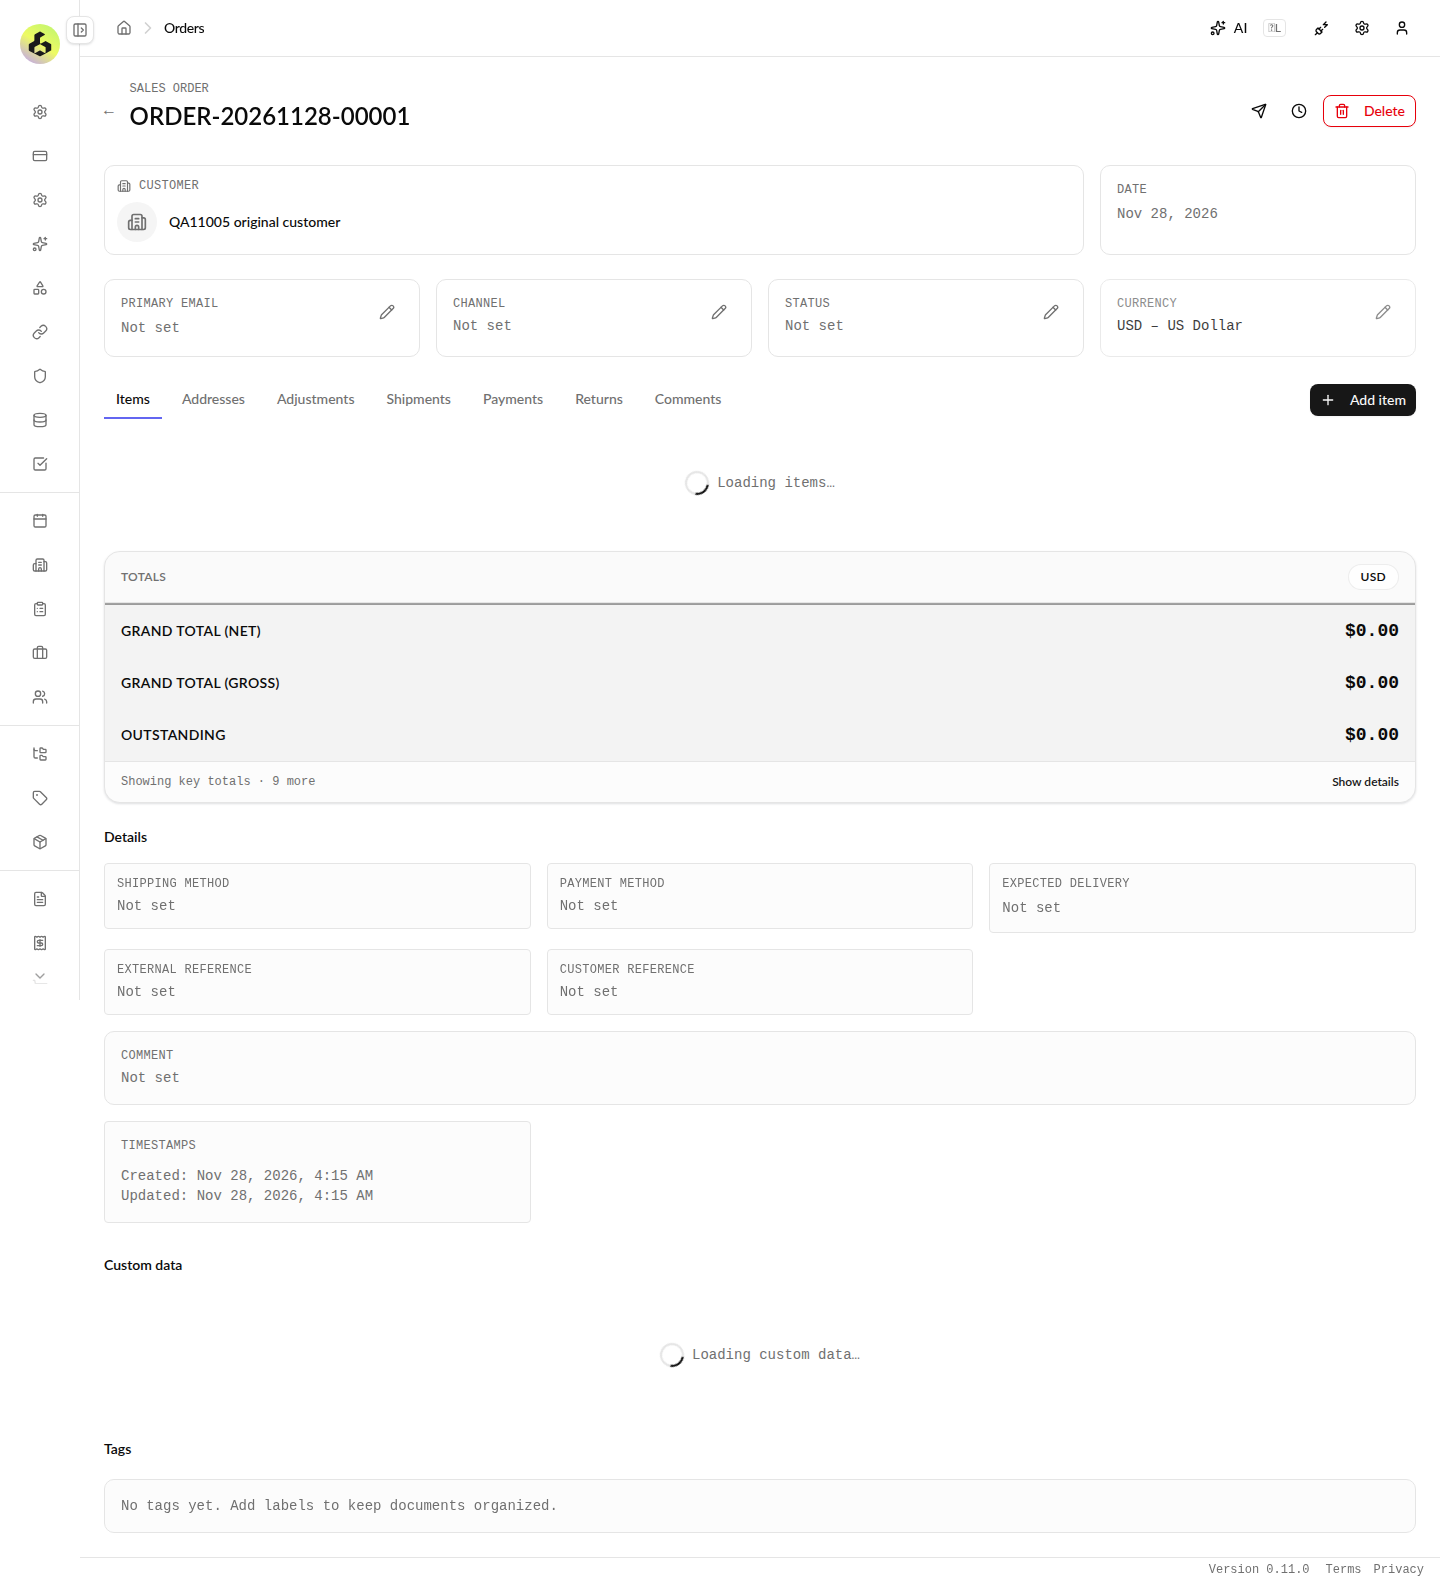 Orders
AI
L
SALES ORDER
←
ORDER-20261128-00001
Delete
CUSTOMER
QA11005 original customer
DATE
Nov 28, 2026
PRIMARY EMAIL
Not set
CHANNEL
Not set
STATUS
Not set
CURRENCY
USD – US Dollar
Items
Addresses
Adjustments
Shipments
Payments
Returns
Comments
Add item
Loading items…
TOTALS
USD
GRAND TOTAL (NET)
$0.00
GRAND TOTAL (GROSS)
$0.00
OUTSTANDING
$0.00
Showing key totals · 9 more
Show details
Details
SHIPPING METHOD
Not set
PAYMENT METHOD
Not set
EXPECTED DELIVERY
Not set
EXTERNAL REFERENCE
Not set
CUSTOMER REFERENCE
Not set
COMMENT
Not set
TIMESTAMPS
Created: Nov 28, 2026, 4:15 AM
Updated: Nov 28, 2026, 4:15 AM
Custom data
Loading custom data…
Tags
No tags yet. Add labels to keep documents organized.
Version 0.11.0
Terms
Privacy